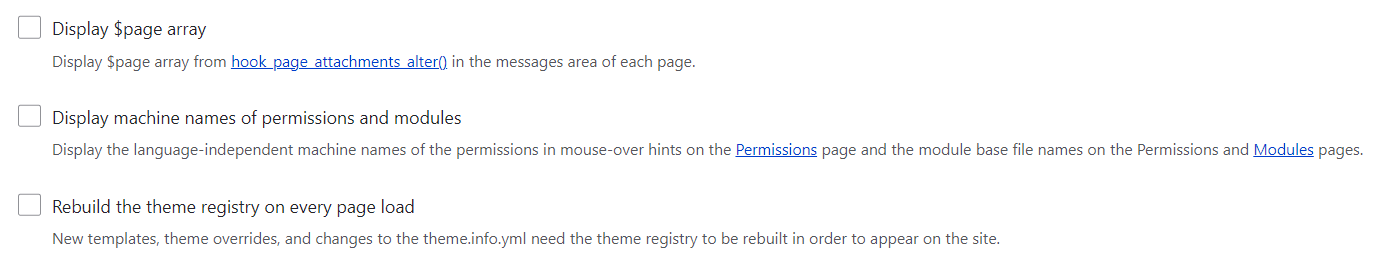 Display $page array
Display $page array from hook_page_attachments_alter() in the messages area of each page.
Display machine names of permissions and modules
Display the language-independent machine names of the permissions in mouse-over hints on the Permissions page and the module base file names on the Permissions and Modules pages.
Rebuild the theme registry on every page load
New templates, theme overrides, and changes to the theme.info.yml need the theme registry to be rebuilt in order to appear on the site.